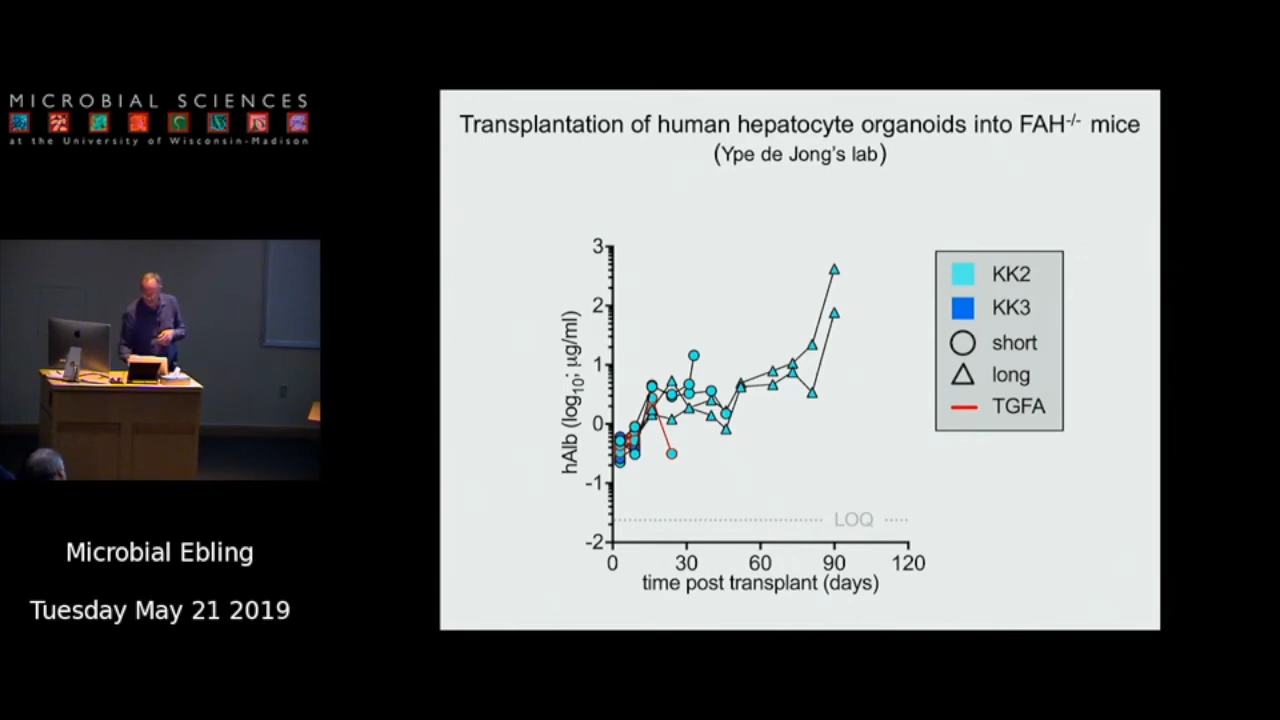 MICROBIAL SCIENCES
at the University of Wisconsin-Madison
Microbial Ebling
Tuesday May 21 2019
Transplantation of human hepatocyte organoids into FAH-/- mice
(Ype de Jong's lab)
hAlb (log10; µg/ml)
3
2
1
0
-1
-2
LOQ
0 30 60 90 120
time post transplant (days)
KK2
KK3
short
long
TGFA